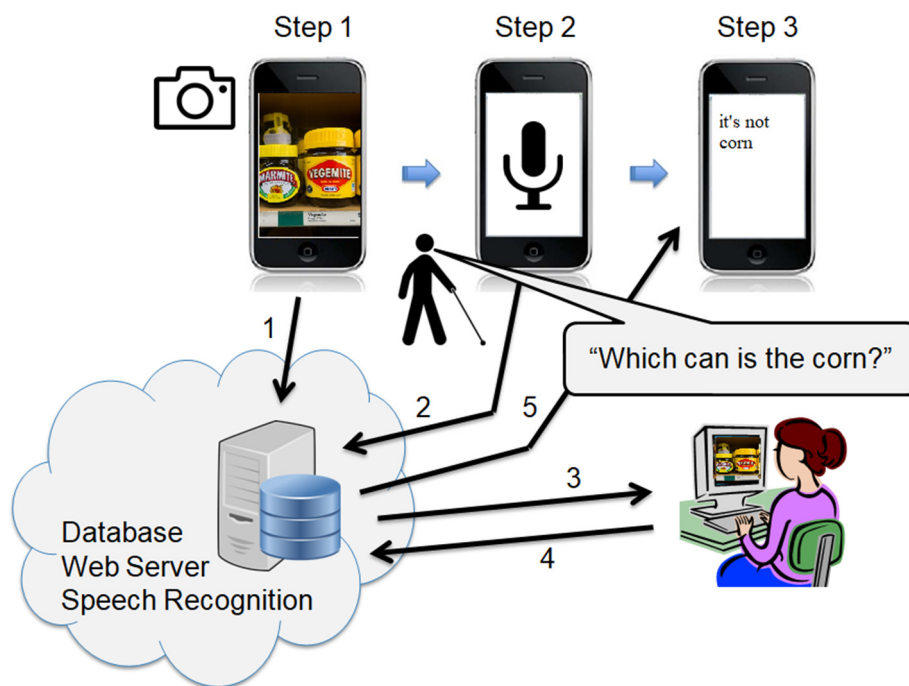 Step 1
Step 2
Step 3
MARMITE
VEGEMITE
Vegemite
it's not
corn
1
"Which can is the corn?"
2
5
3
4
Database
Web Server
Speech Recognition